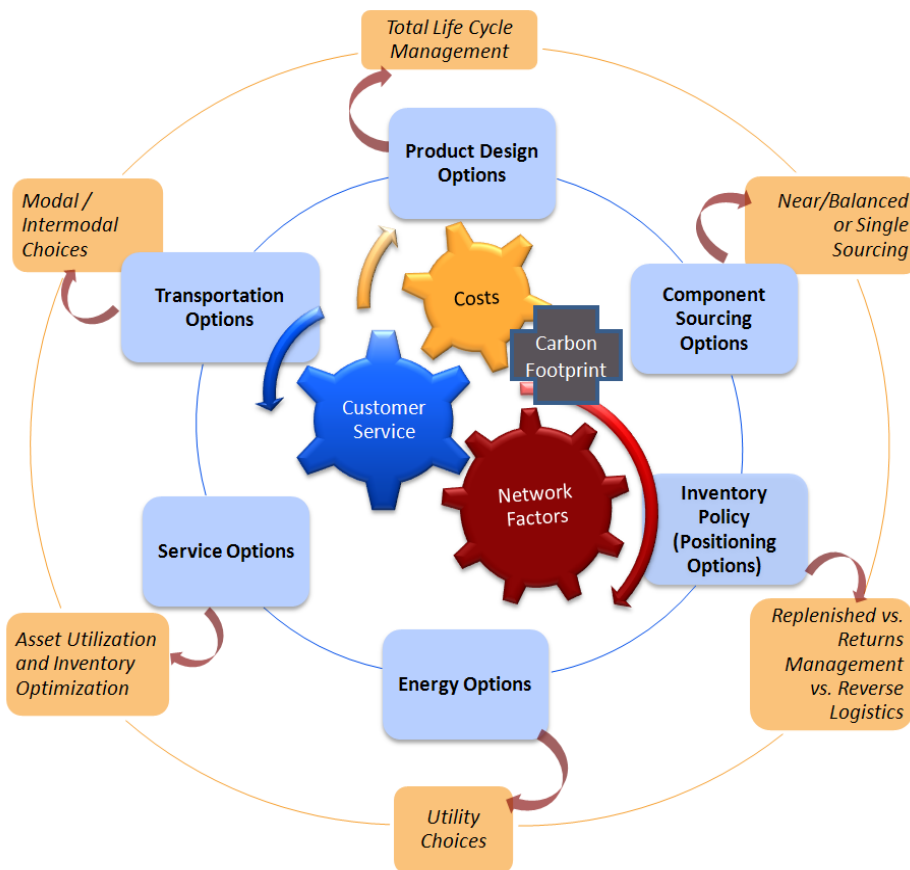 Total Life Cycle
Management
Product Design
Options
Modal /
Intermodal
Choices
Near/Balanced
or Single
Sourcing
Transportation
Options
Costs
Component
Sourcing
Options
Carbon
Footprint
Customer
Service
Network
Factors
Inventory
Policy
(Positioning
Options)
Service Options
Asset Utilization
and Inventory
Optimization
Energy Options
Replenished vs.
Returns
Management
vs. Reverse
Logistics
Utility
Choices